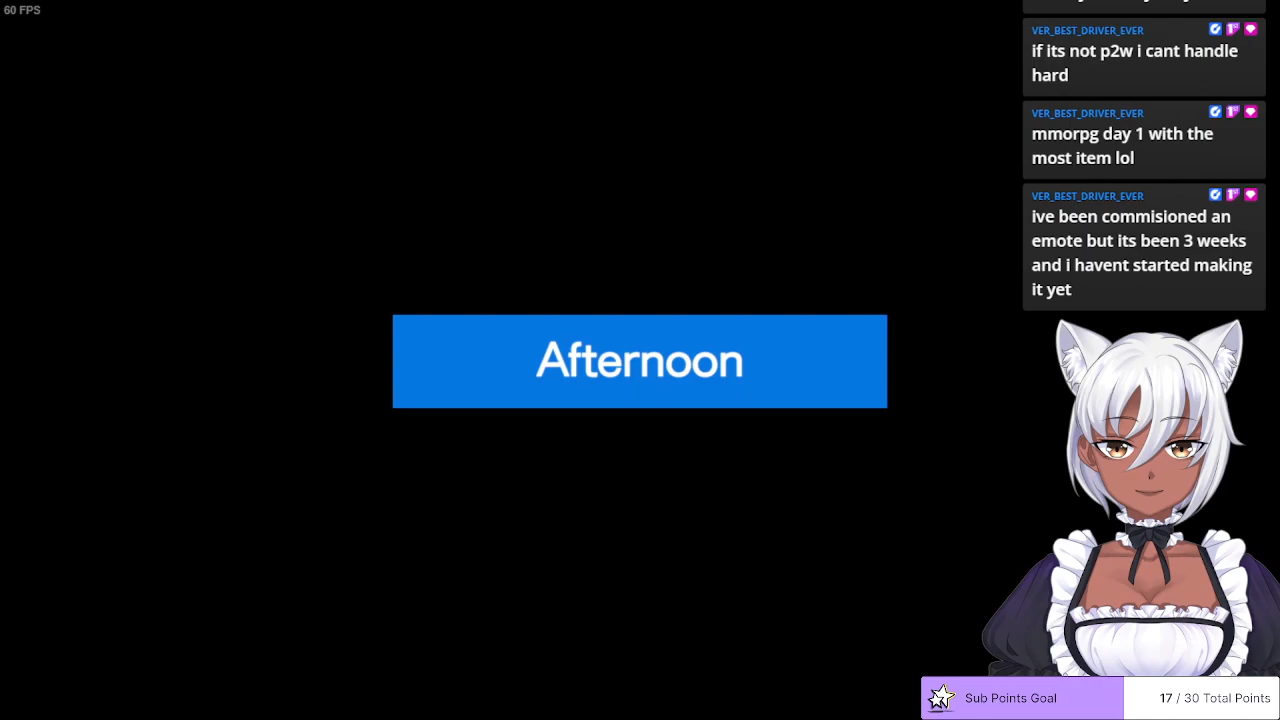 60 FPS
VER_BEST_DRIVER_EVER
if its not p2w i cant handle
hard
VER_BEST_DRIVER_EVER
mmorpg day 1 with the
most item lol
VER_BEST_DRIVER_EVER
ive been commisioned an
emote but its been 3 weeks
and i havent started making
it yet
Afternoon
Sub Points Goal
17 / 30 Total Points